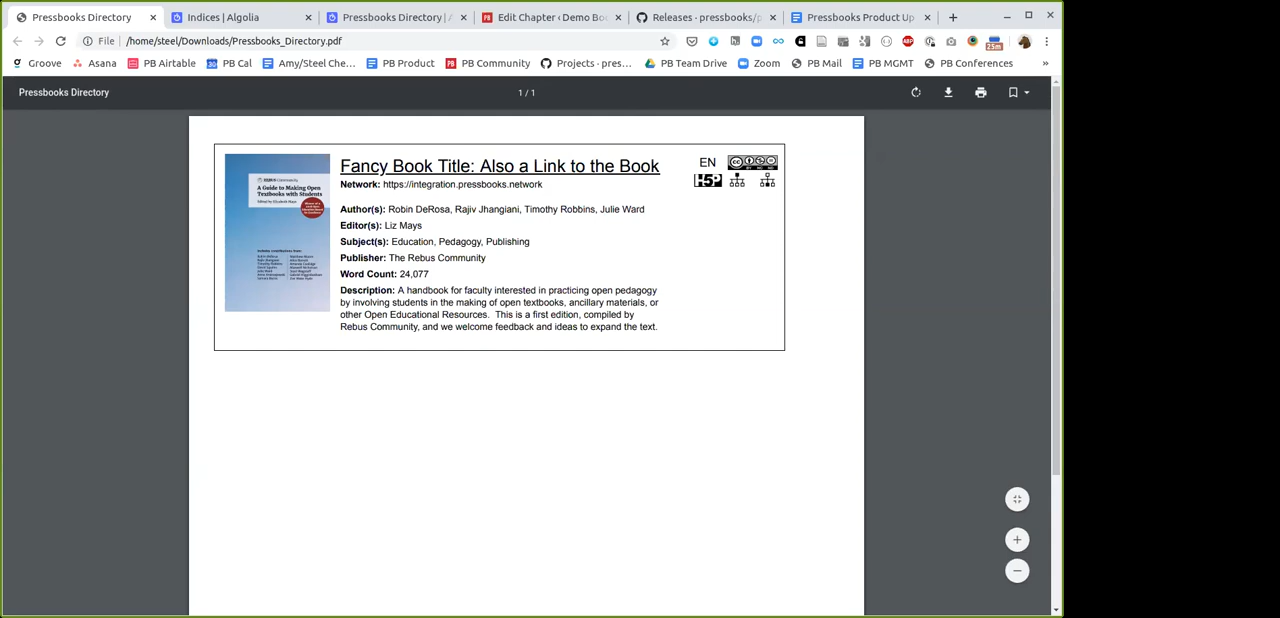 Pressbooks Directory
Indices | Algolia
Pressbooks Directory | A
Edit Chapter ‹ Demo Bo
Releases · pressbooks/p
Pressbooks Product Up
File
/home/steel/Downloads/Pressbooks_Directory.pdf
25m
Groove
Asana
PB Airtable
PB Cal
Amy/Steel Che…
PB Product
PB Community
Projects · pres…
PB Team Drive
Zoom
PB Mail
PB MGMT
PB Conferences
»
Pressbooks Directory
1 / 1
A Guide to Making Open
Textbooks with Students
Edited by Elizabeth Mays
Fancy Book Title: Also a Link to the Book
EN
H5P
Network: https://integration.pressbooks.network
Author(s): Robin DeRosa, Rajiv Jhangiani, Timothy Robbins, Julie Ward
Editor(s): Liz Mays
Subject(s): Education, Pedagogy, Publishing
Publisher: The Rebus Community
Word Count: 24,077
Description: A handbook for faculty interested in practicing open pedagogy
by involving students in the making of open textbooks, ancillary materials, or
other Open Educational Resources. This is a first edition, compiled by
Rebus Community, and we welcome feedback and ideas to expand the text.